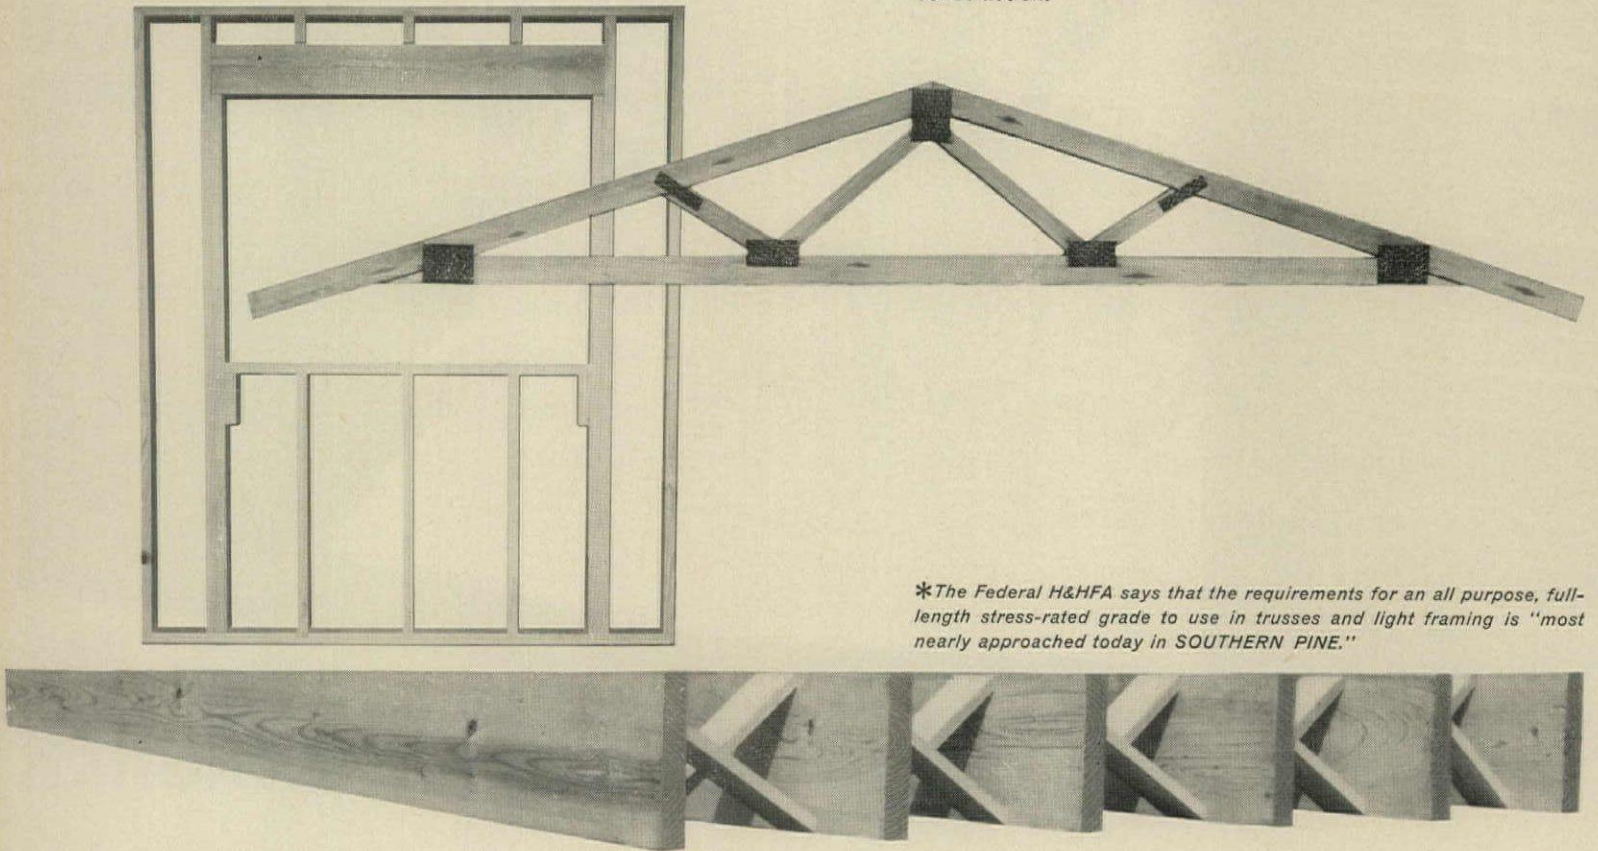 *The Federal H&HFA says that the requirements for an all purpose, full-
length stress-rated grade to use in trusses and light framing is “most
nearly approached today in SOUTHERN PINE.”